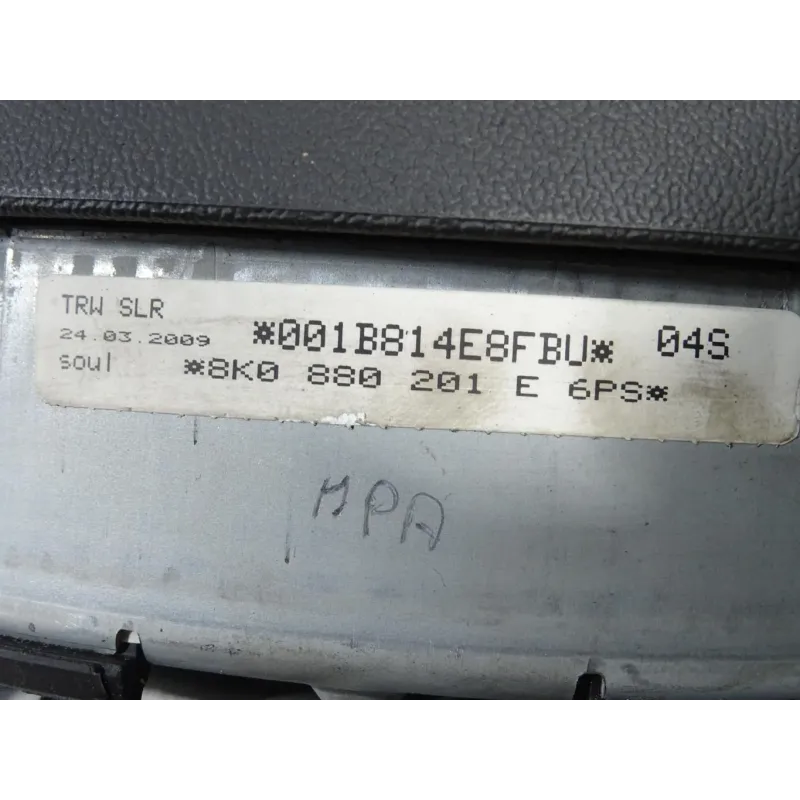 TRW SLR
24.03.2009 *001B814E8FBU* 04S
soul *8K0 880 201 E 6PS*
MPA